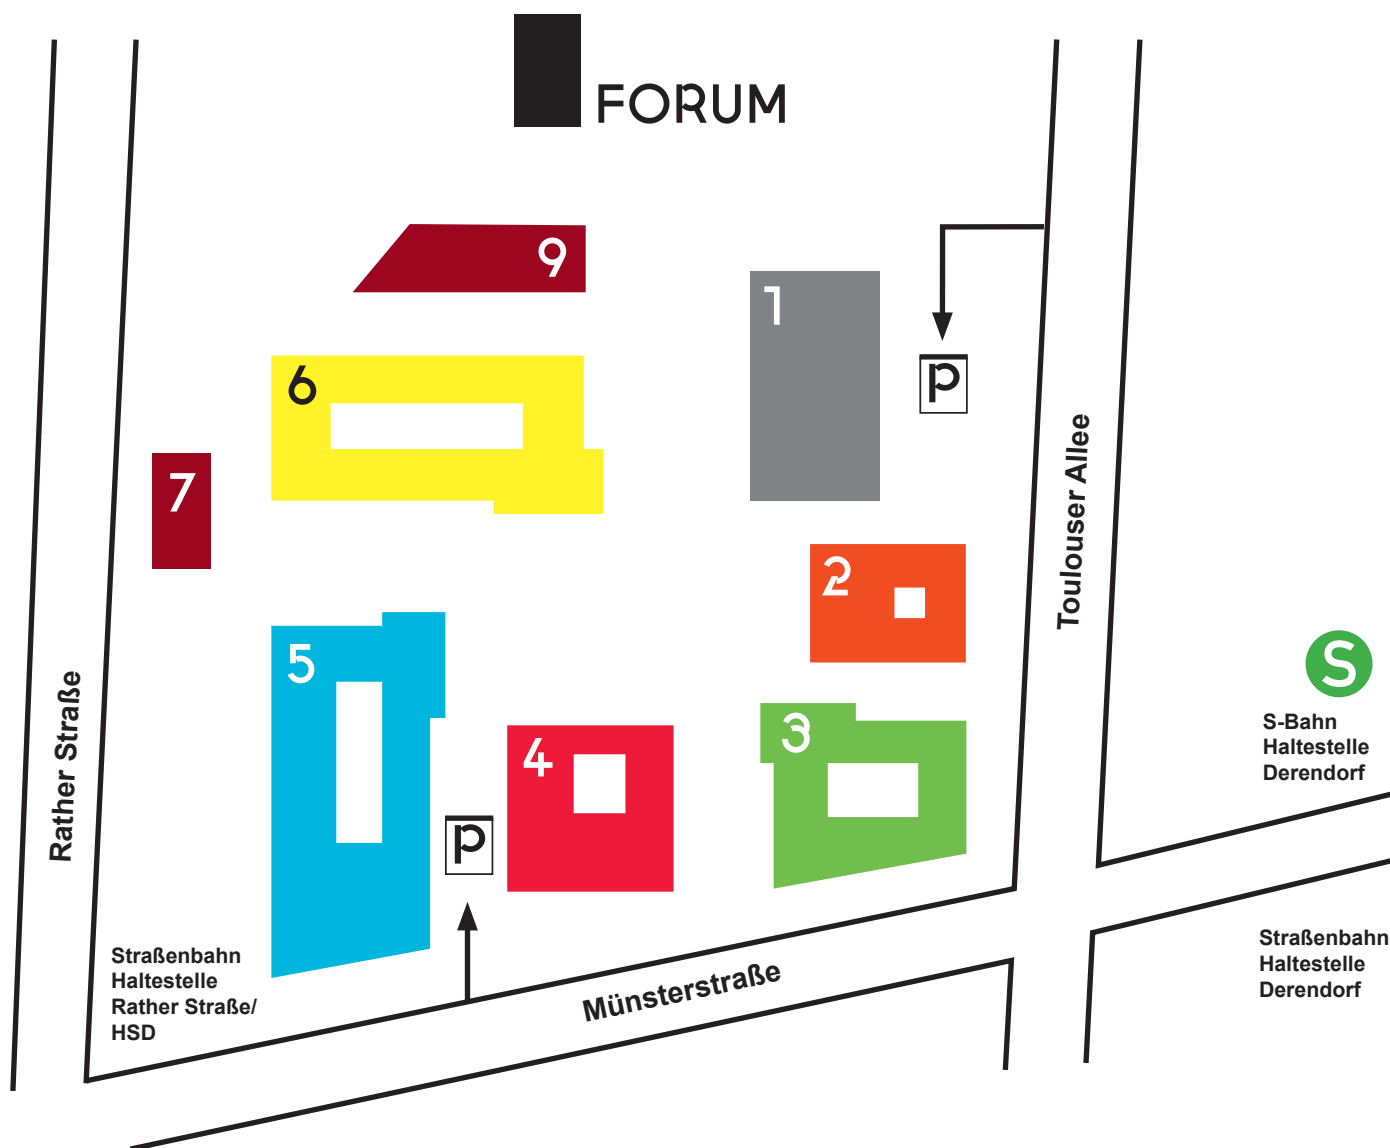 FORUM
9
1
6
P
7
Toulouser Allee
2
5
S
Rather Straße
3
4
S-Bahn
Haltestelle
Derendorf
P
Straßenbahn
Haltestelle
Rather Straße/
HSD
Münsterstraße
Straßenbahn
Haltestelle
Derendorf